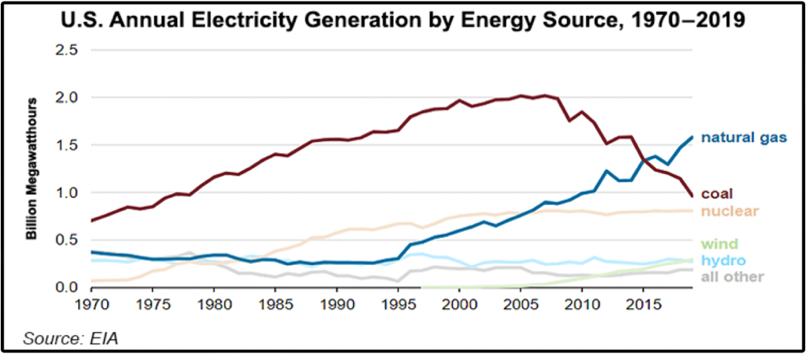 U.S. Annual Electricity Generation by Energy Source, 1970–2019
Billion Megawatthours
2.5
2.0
1.5
1.0
0.5
0.0
natural gas
coal
nuclear
wind
hydro
all other
1970 1975 1980 1985 1990 1995 2000 2005 2010 2015
Source: EIA